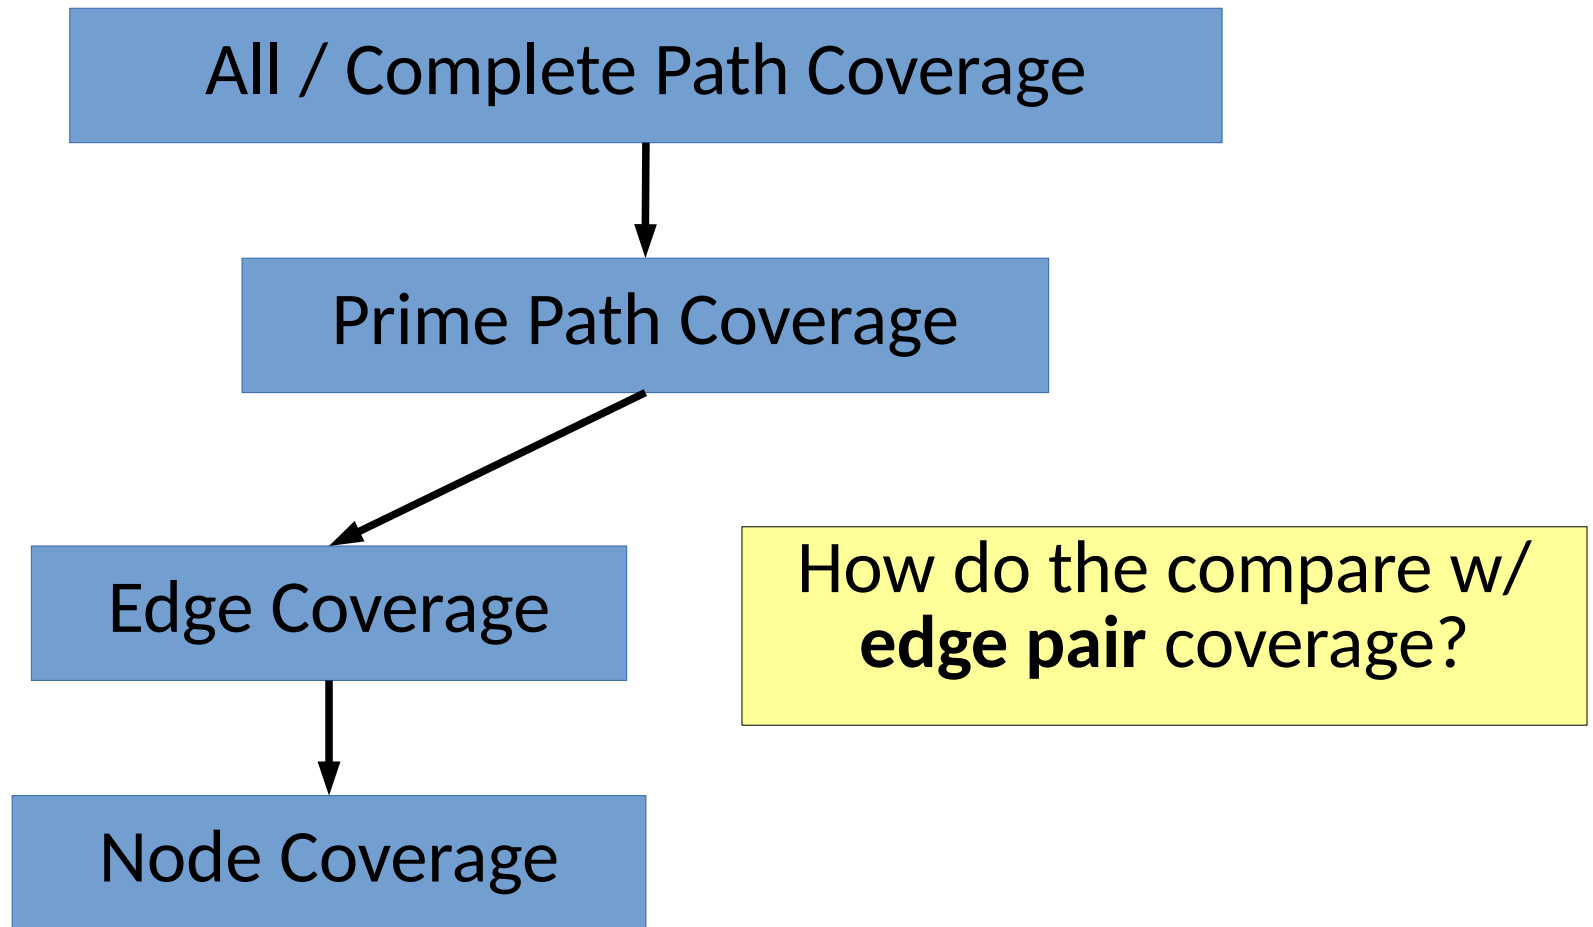 All / Complete Path Coverage
Prime Path Coverage
Edge Coverage
How do the compare w/
edge pair coverage?
Node Coverage